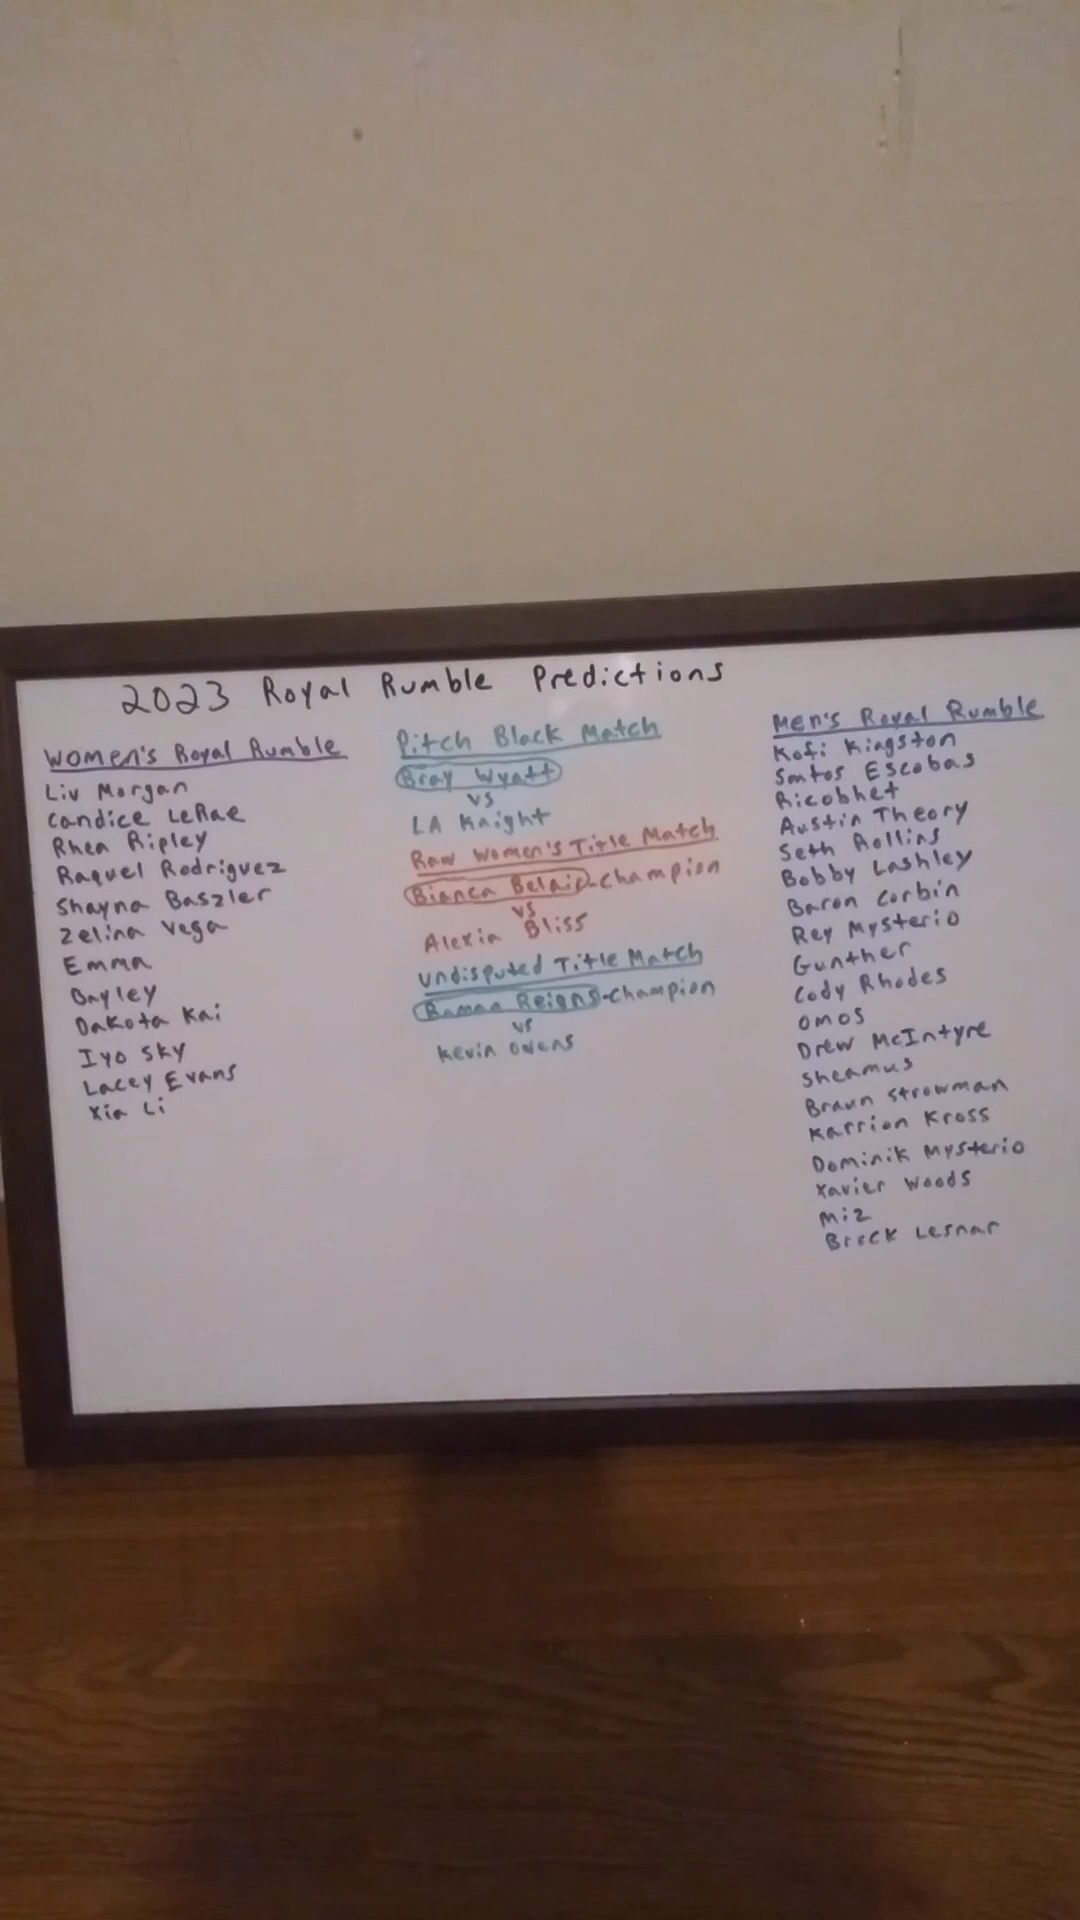 2023 Royal Rumble Predictions
Women's Royal Rumble
Liv Morgan
Candice LeRae
Rhea Ripley
Raquel Rodriguez
Shayna Baszler
Zelina Vega
Emma
Bayley
Dakota Kai
Iyo Sky
Lacey Evans
Xia Li
Pitch Black Match
Bray Wyatt
vs
LA Knight
Raw Women's Title Match
Bianca Belair-Champion
vs
Alexia Bliss
Undisputed Title Match
Roman Reigns-Champion
vs
Kevin Owens
Men's Royal Rumble
Kofi Kingston
Santos Escobas
Ricobhet
Austin Theory
Seth Rollins
Bobby Lashley
Baron Corbin
Rey Mysterio
Gunther
Cody Rhodes
Omos
Drew McIntyre
Sheamus
Braun Strowman
Karrion Kross
Dominik Mysterio
Xavier Woods
Miz
Brock Lesnar